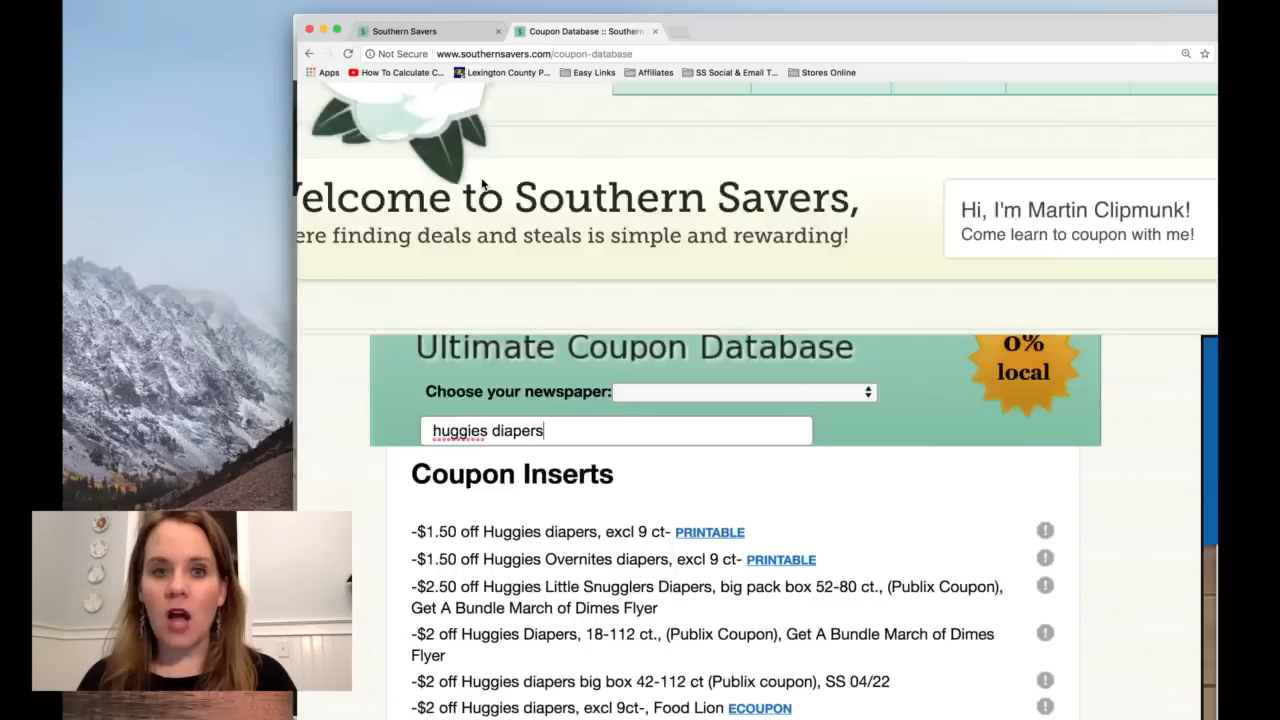 Southern Savers
Coupon Database :: Southern
Not Secure www.southernsavers.com/coupon-database
Apps How To Calculate C... Lexington County P... Easy Links Affiliates SS Social & Email T... Stores Online
elcome to Southern Savers,
ere finding deals and steals is simple and rewarding!
Hi, I'm Martin Clipmunk!
Come learn to coupon with me!
Ultimate Coupon Database
0%
local
Choose your newspaper:
huggies diapers
Coupon Inserts
-$1.50 off Huggies diapers, excl 9 ct- PRINTABLE
-$1.50 off Huggies Overnites diapers, excl 9 ct- PRINTABLE
-$2.50 off Huggies Little Snugglers Diapers, big pack box 52-80 ct., (Publix Coupon),
Get A Bundle March of Dimes Flyer
-$2 off Huggies Diapers, 18-112 ct., (Publix Coupon), Get A Bundle March of Dimes
Flyer
-$2 off Huggies diapers big box 42-112 ct (Publix coupon), SS 04/22
-$2 off Huggies diapers, excl 9ct-, Food Lion ECOUPON